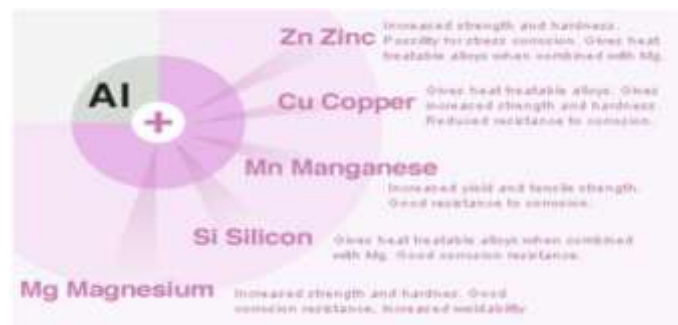 Al
+
Zn Zinc
Increased strength and hardness.
Possility for stress corrosion. Gives heat
treatable alloys when combined with Mg.
Cu Copper
Gives heat treatable alloys. Gives
increased strength and hardness.
Reduced resistance to corrosion.
Mn Manganese
Increased yield and tensile strength.
Good resistance to corrosion.
Si Silicon
Gives heat treatable alloys when combined
with Mg. Good corrosion resistance.
Mg Magnesium
Increased strength and hardnes. Good
corrosion resistance, Increased weldability